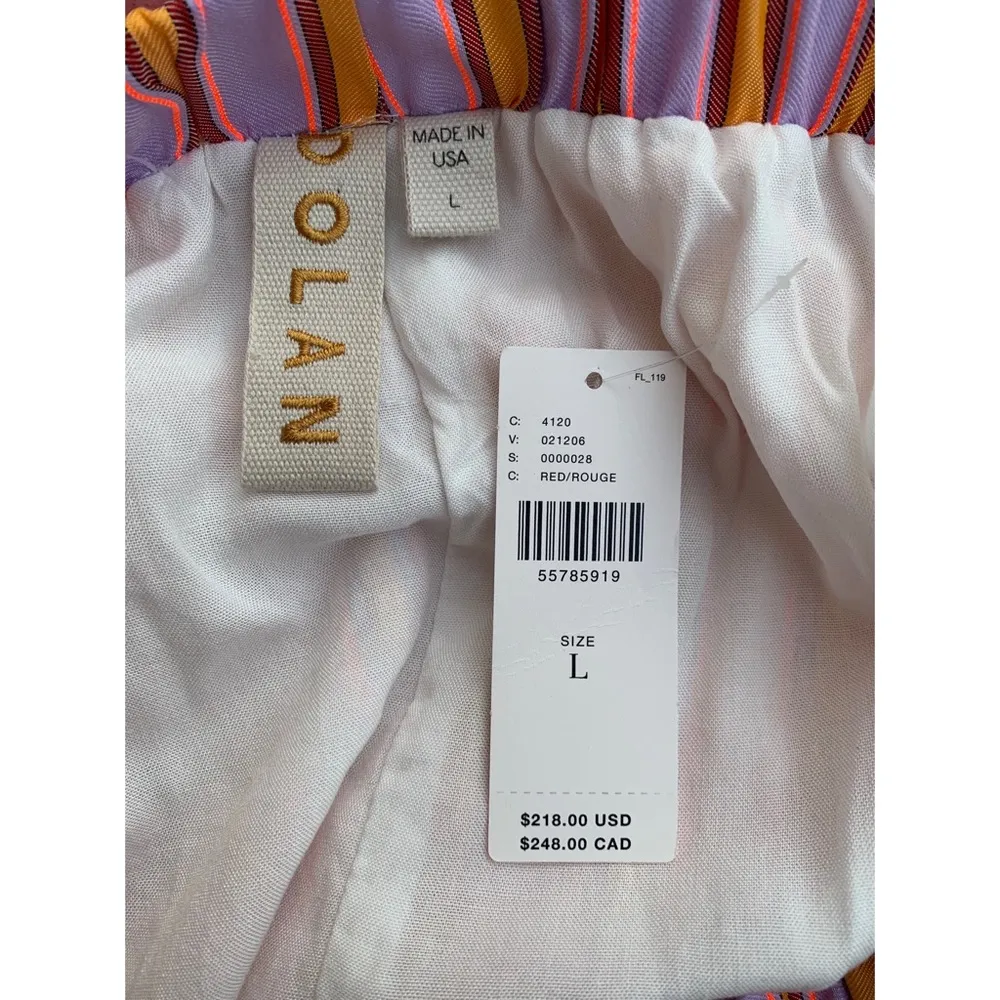 DOLAN
MADE IN
USA
L
FL_119
C: 4120
V: 021206
S: 0000028
C: RED/ROUGE
55785919
SIZE
L
$218.00 USD
$248.00 CAD